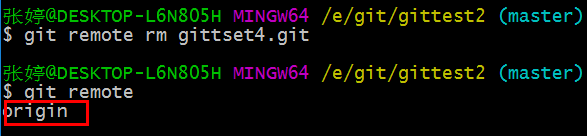 张婷@DESKTOP-L6N805H MINGW64 /e/git/gittest2 (master)
$ git remote rm gittset4.git
张婷@DESKTOP-L6N805H MINGW64 /e/git/gittest2 (master)
$ git remote
origin